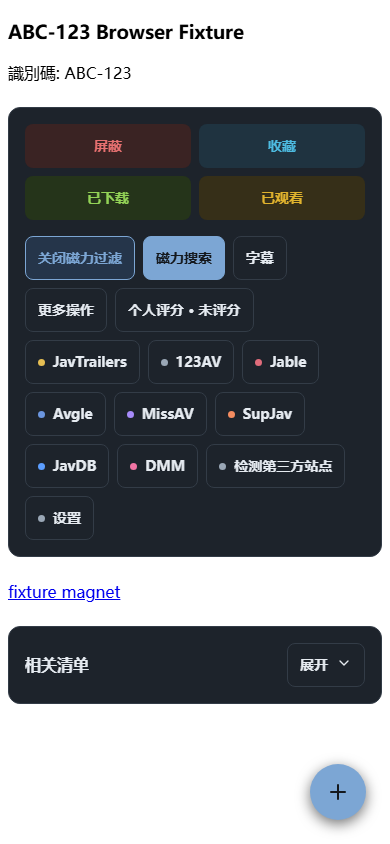 ABC-123 Browser Fixture
識別碼: ABC-123
屏蔽
收藏
已下载
已观看
关闭磁力过滤
磁力搜索
字幕
更多操作
个人评分 • 未评分
JavTrailers
123AV
Jable
Avgle
MissAV
SupJav
JavDB
DMM
检测第三方站点
设置
fixture magnet
相关清单
展开